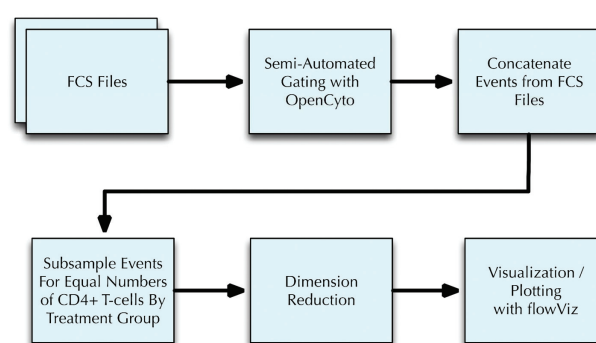 FCS Files
Semi-Automated
Gating with
OpenCyto
Concatenate
Events from FCS
Files
Subsample Events
For Equal Numbers
of CD4+ T-cells By
Treatment Group
Dimension
Reduction
Visualization /
Plotting
with flowViz